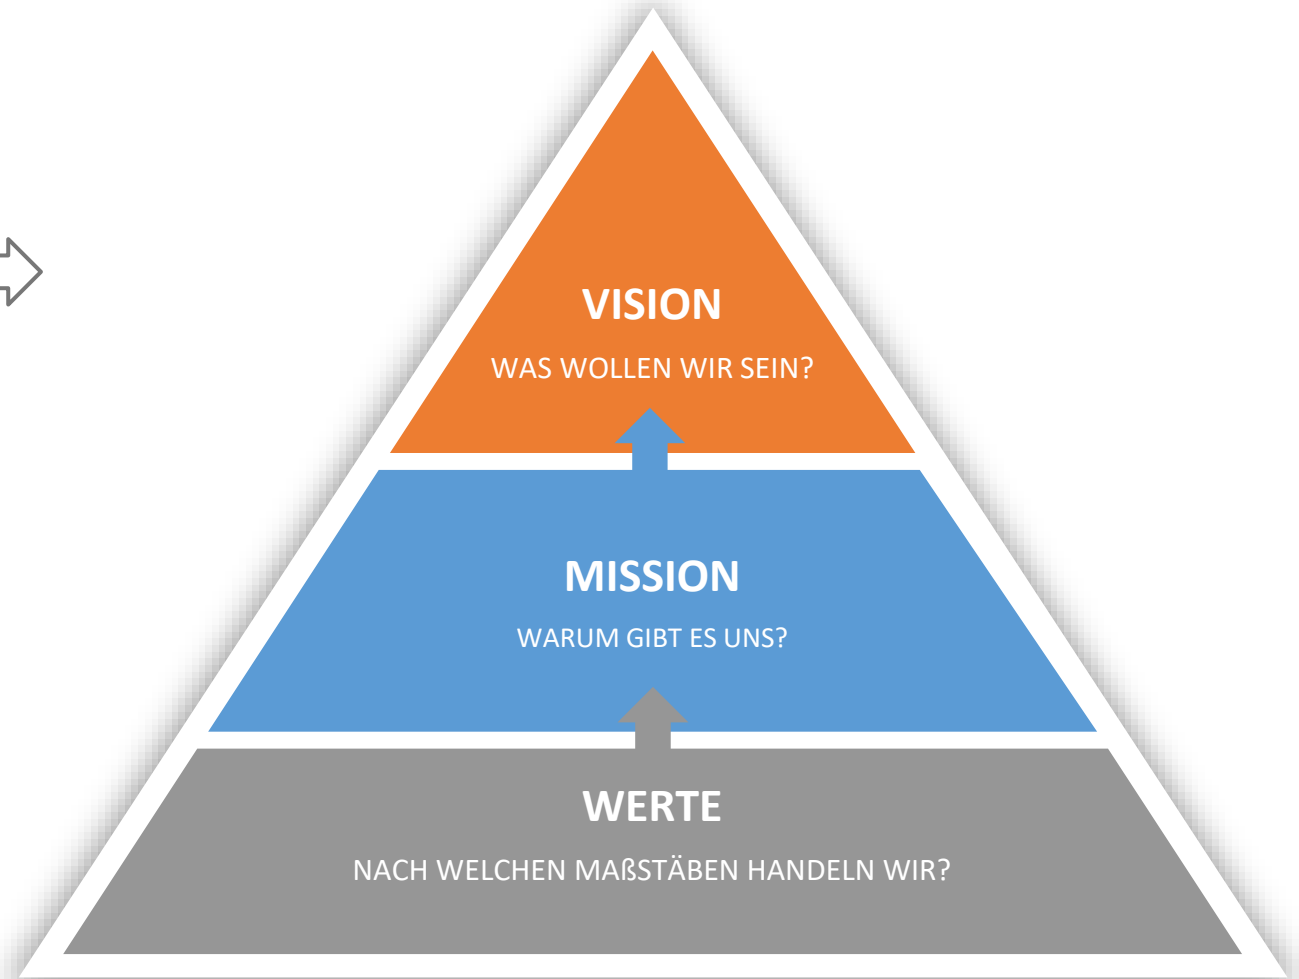 VISION
WAS WOLLEN WIR SEIN?
MISSION
WARUM GIBT ES UNS?
WERTE
NACH WELCHEN MAßSTÄBEN HANDELN WIR?